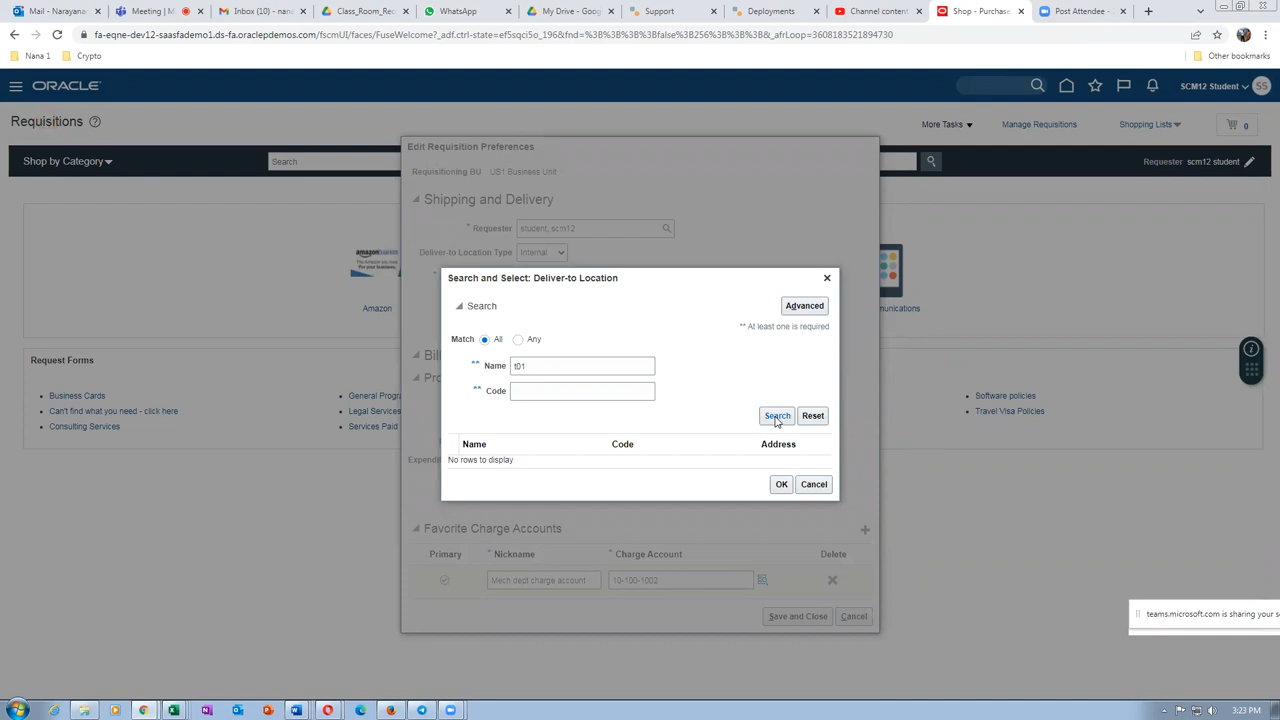 Mail - Narayana
Meeting | M
Inbox (10) - nan
Class_Room_Rec
WhatsApp
My Drive - Goog
Support
Deployments
Channel content
Shop - Purchase
Post Attendee -
fa-eqne-dev12-saasfademo1.ds-fa.oraclepdemos.com/fscmUI/faces/FuseWelcome?_adf.ctrl-state=ef5sqci5o_196&fnd=%3B%3B%3B%3Bfalse%3B256%3B%3B%3B&_afrLoop=3608183521894730
Nana 1
Crypto
Other bookmarks
ORACLE
SCM12 Student
SS
Requisitions
More Tasks
Manage Requisitions
Shopping Lists
0
Shop by Category
Search
Requester scm12 student
Edit Requisition Preferences
Requisitioning BU US1 Business Unit
Shipping and Delivery
* Requester student, scm12
Deliver-to Location Type Internal
amazonbusiness
Amazon
Search and Select: Deliver-to Location
Search
Advanced
** At least one is required
Match All Any
** Name t01
** Code
Search Reset
Name Code Address
No rows to display
OK Cancel
Request Forms
Business Cards
Can't find what you need - click here
Consulting Services
General Progr
Legal Services
Services Paid
Bil
Pr
Expendit
Software policies
Travel Visa Policies
Favorite Charge Accounts
Primary * Nickname * Charge Account Delete
Mech dept charge account 10-100-1002
Save and Close Cancel
teams.microsoft.com is sharing your s
3:23 PM